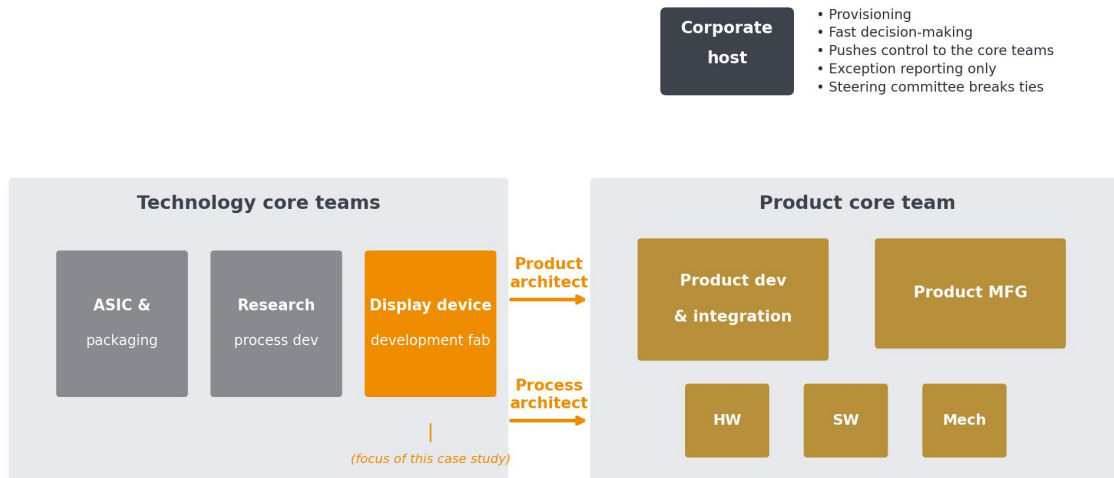 Corporate
host
• Provisioning
• Fast decision-making
• Pushes control to the core teams
• Exception reporting only
• Steering committee breaks ties
Technology core teams
ASIC &
packaging
Research
process dev
Display device
development fab
(focus of this case study)
Product
architect
Process
architect
Product core team
Product dev
& integration
Product MFG
HW
SW
Mech